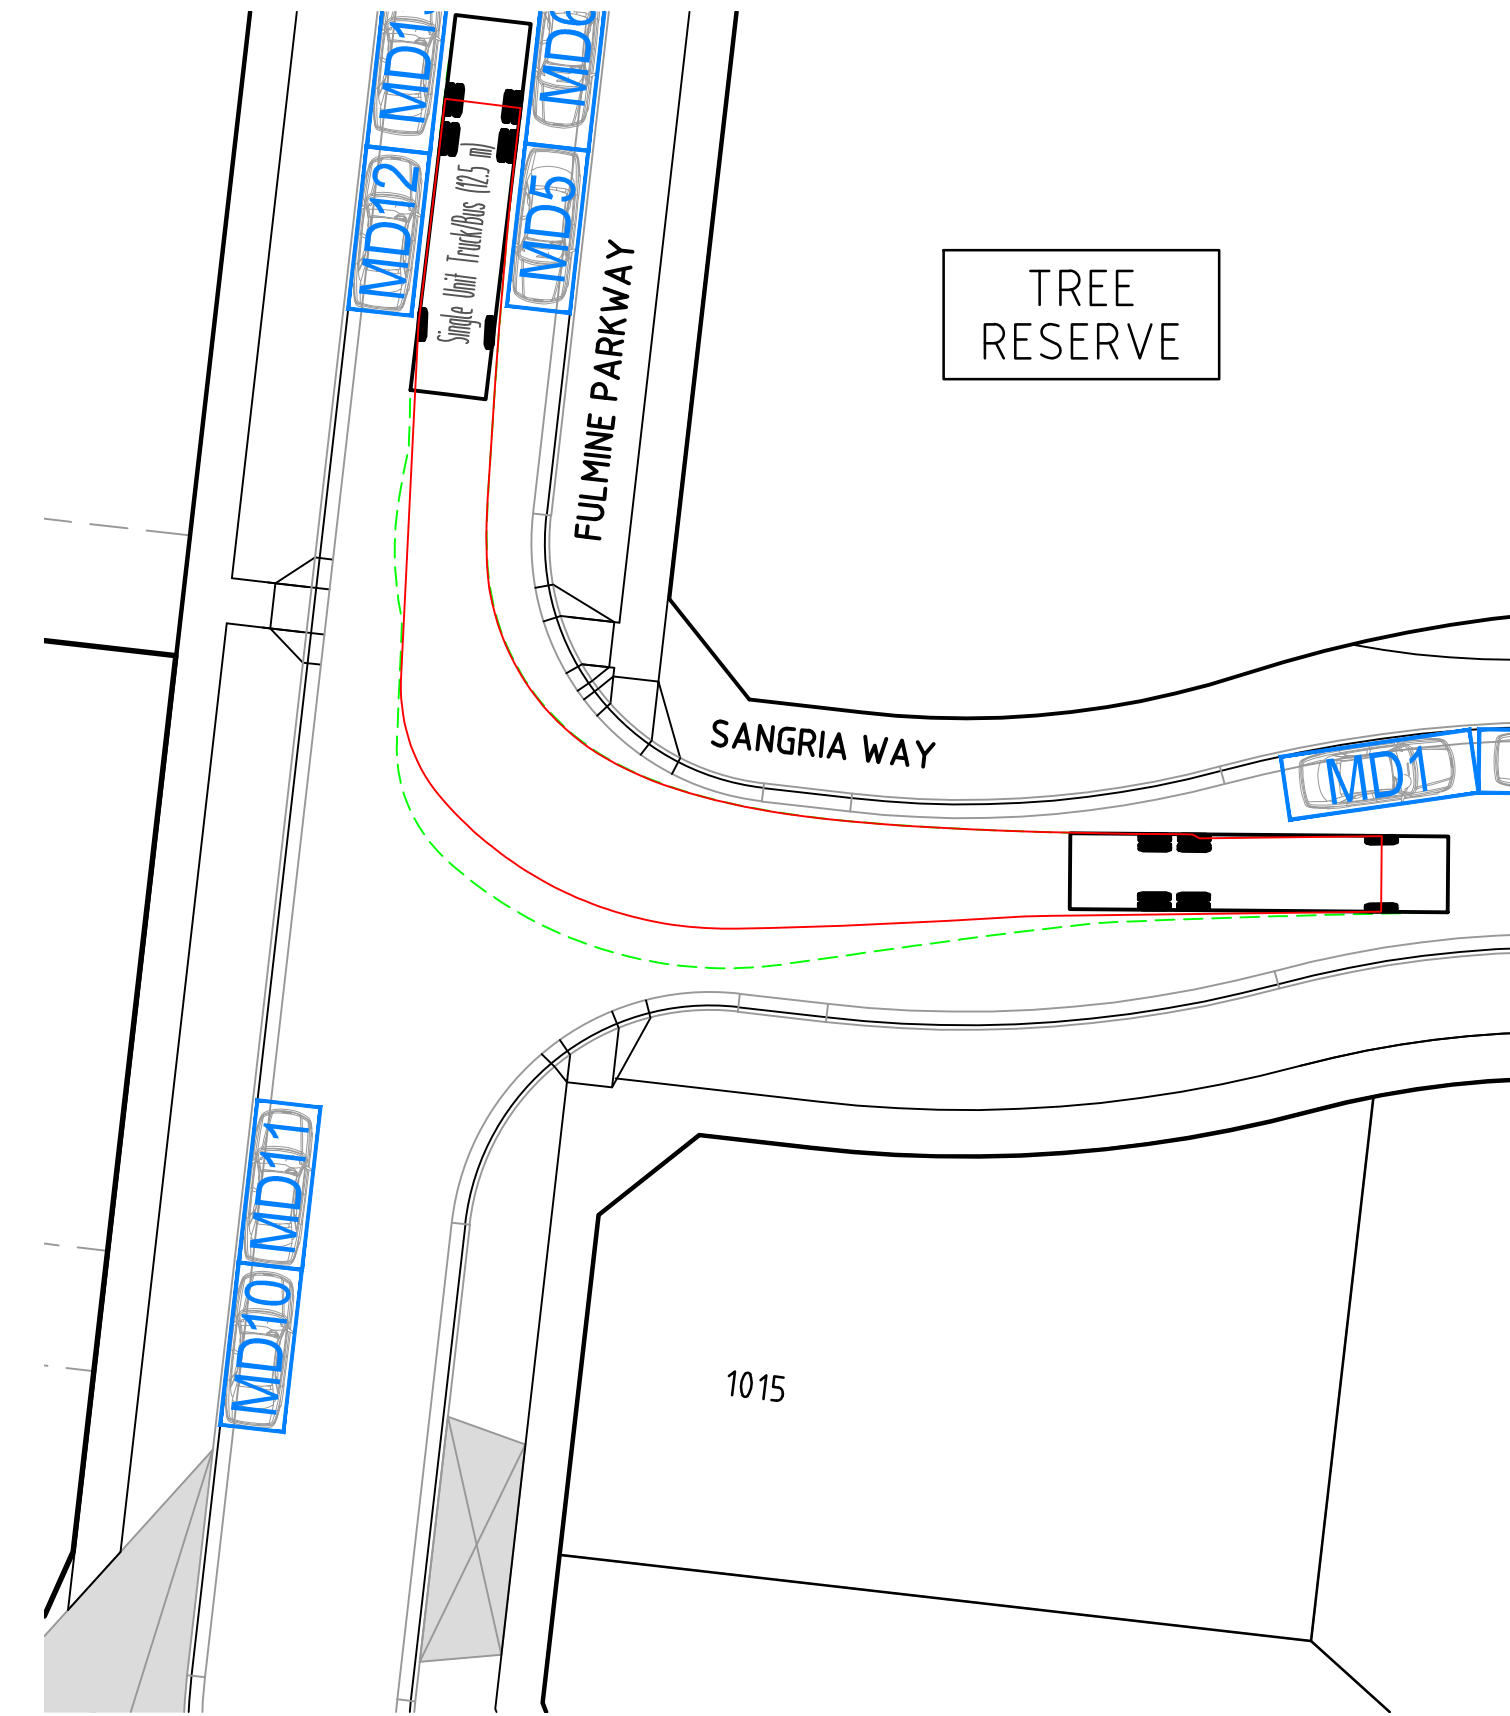 MD6
MD12
MD5
Single Unit Truck/Bus (12.5 m)
FULMINE PARKWAY
TREE
RESERVE
SANGRIA WAY
MD1
MD11
MD10
1015